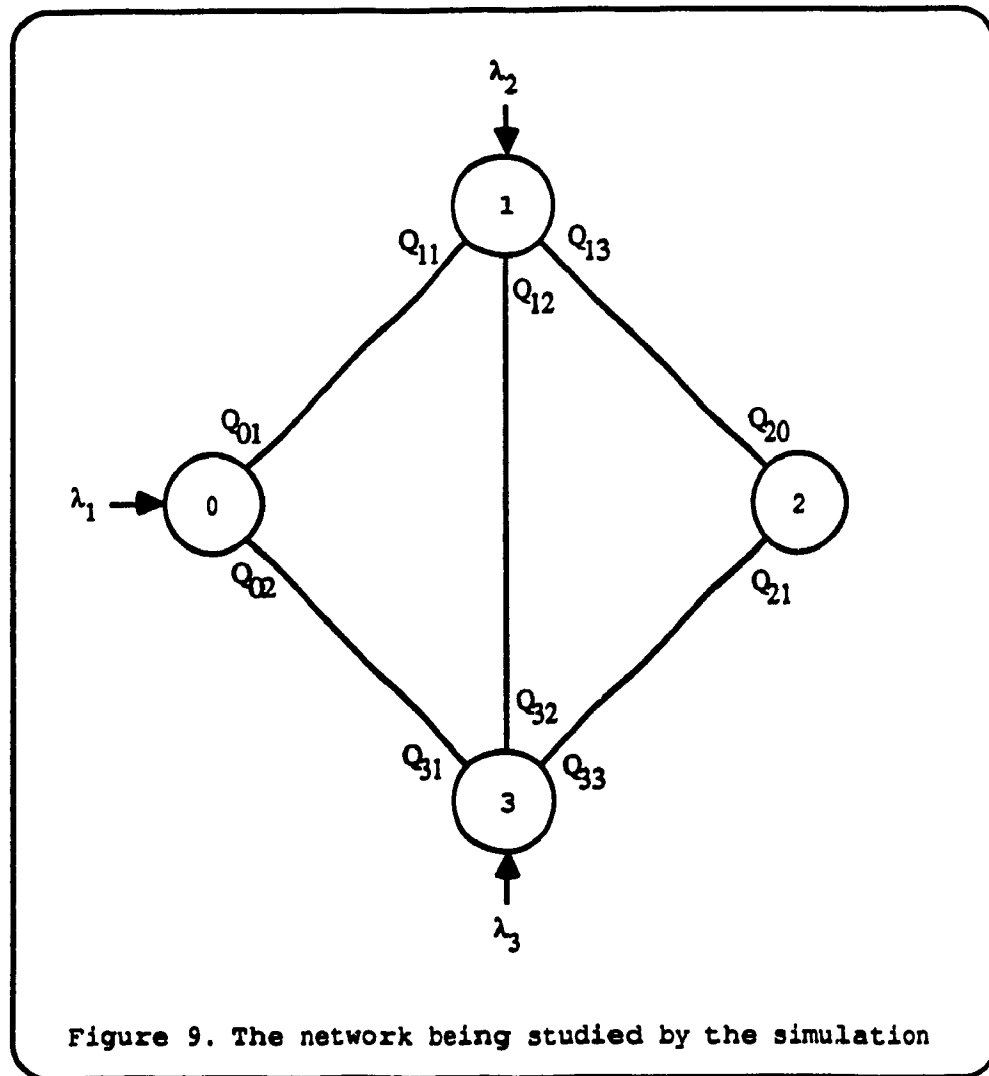 λ₂
1
Q₁₁
Q₁₃
Q₁₂
Q₀₁
Q₂₀
λ₁
0
2
Q₀₂
Q₂₁
Q₃₂
Q₃₁
Q₃₃
3
λ₃
Figure 9. The network being studied by the simulation